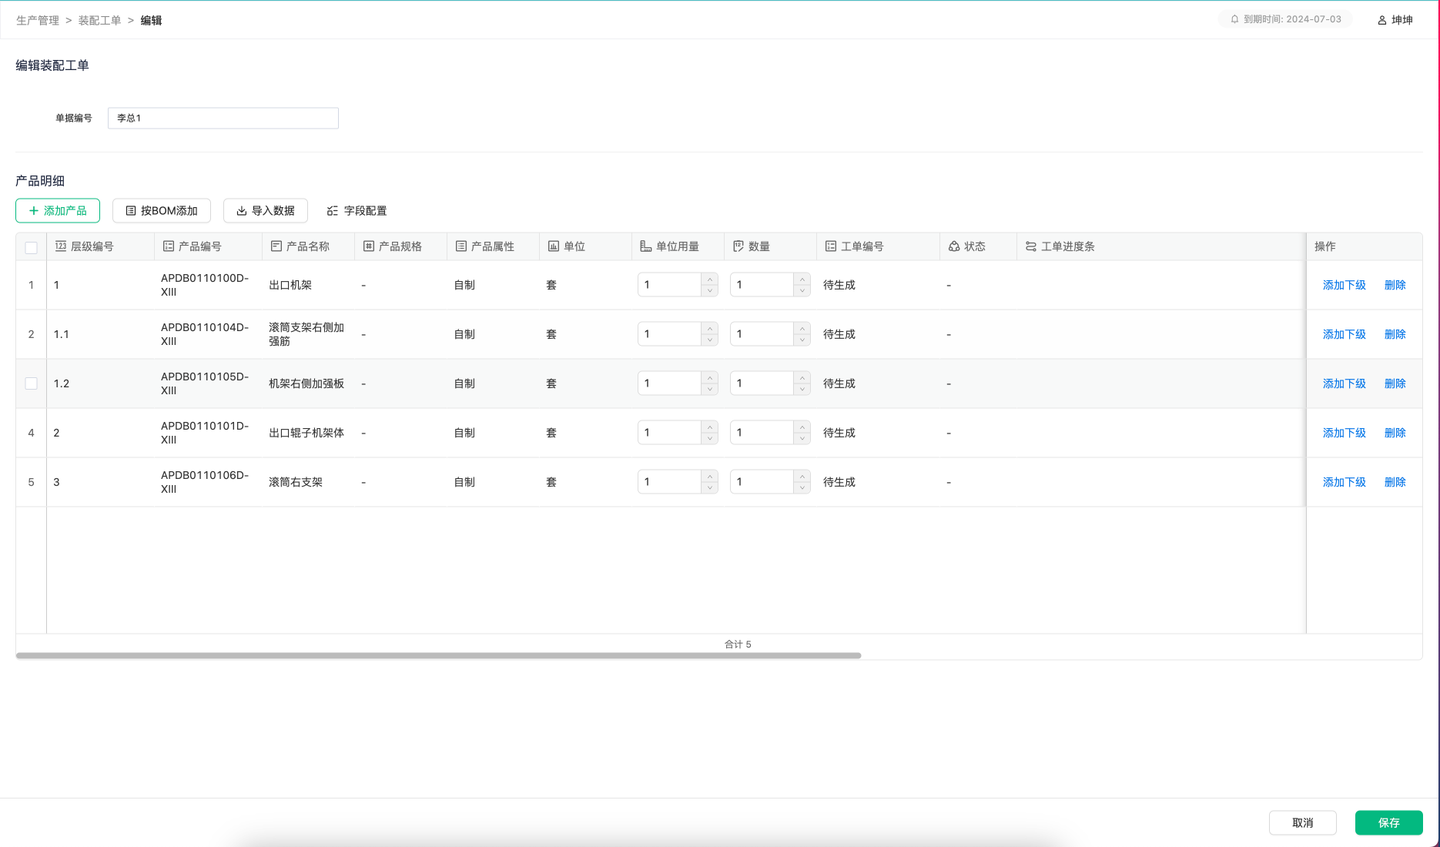 生产管理 > 装配工单 > 编辑
到期时间: 2024-07-03
坤坤
编辑装配工单
单据编号 李总1
产品明细
+ 添加产品 按BOM添加 导入数据 字段配置
层级编号 产品编号 产品名称 产品规格 产品属性 单位 单位用量 数量 工单编号 状态 工单进度条 操作
1 1 APDB0110100D-XIII 出口机架 - 自制 套 1 1 待生成 - 添加下级 删除
2 1.1 APDB0110104D-XIII 滚筒支架右侧加强筋 - 自制 套 1 1 待生成 - 添加下级 删除
1.2 APDB0110105D-XIII 机架右侧加强板 - 自制 套 1 1 待生成 - 添加下级 删除
4 2 APDB0110101D-XIII 出口辊子机架体 - 自制 套 1 1 待生成 - 添加下级 删除
5 3 APDB0110106D-XIII 滚筒右支架 - 自制 套 1 1 待生成 - 添加下级 删除
合计 5
取消 保存